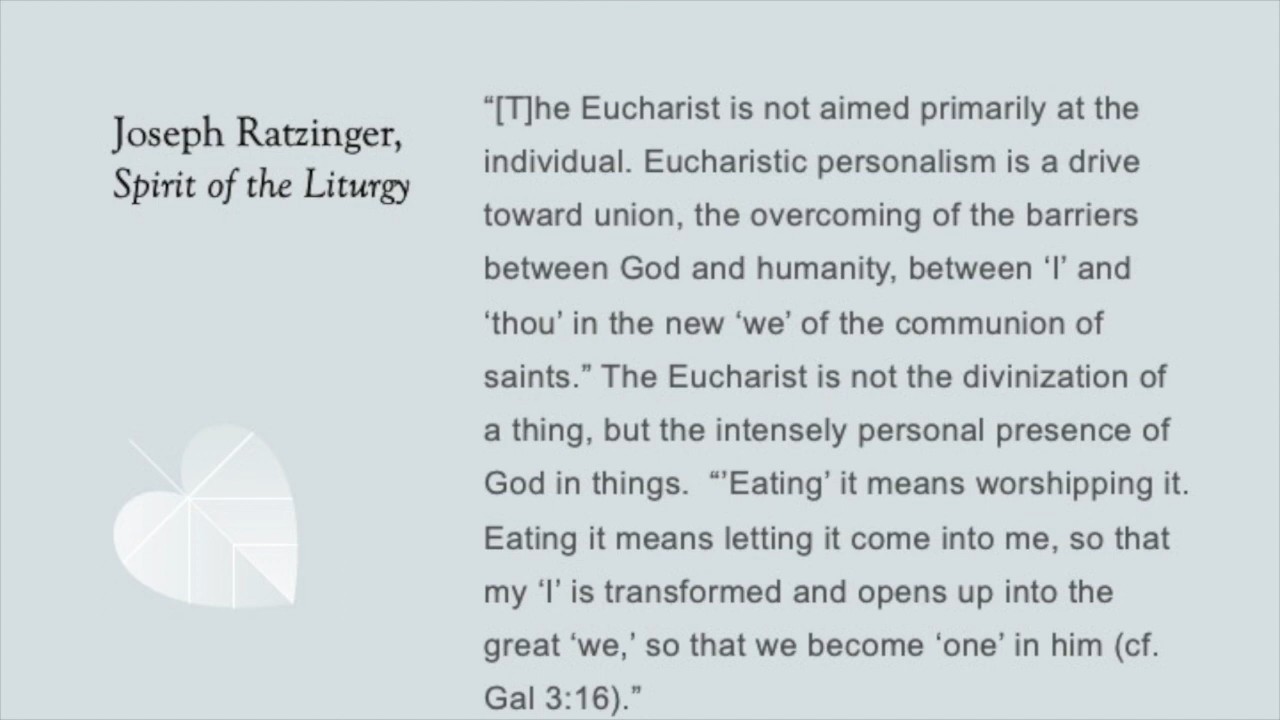 Joseph Ratzinger,
Spirit of the Liturgy
“[T]he Eucharist is not aimed primarily at the
individual. Eucharistic personalism is a drive
toward union, the overcoming of the barriers
between God and humanity, between ‘I’ and
‘thou’ in the new ‘we’ of the communion of
saints.” The Eucharist is not the divinization of
a thing, but the intensely personal presence of
God in things.  “’Eating’ it means worshipping it.
Eating it means letting it come into me, so that
my ‘I’ is transformed and opens up into the
great ‘we,’ so that we become ‘one’ in him (cf.
Gal 3:16).”